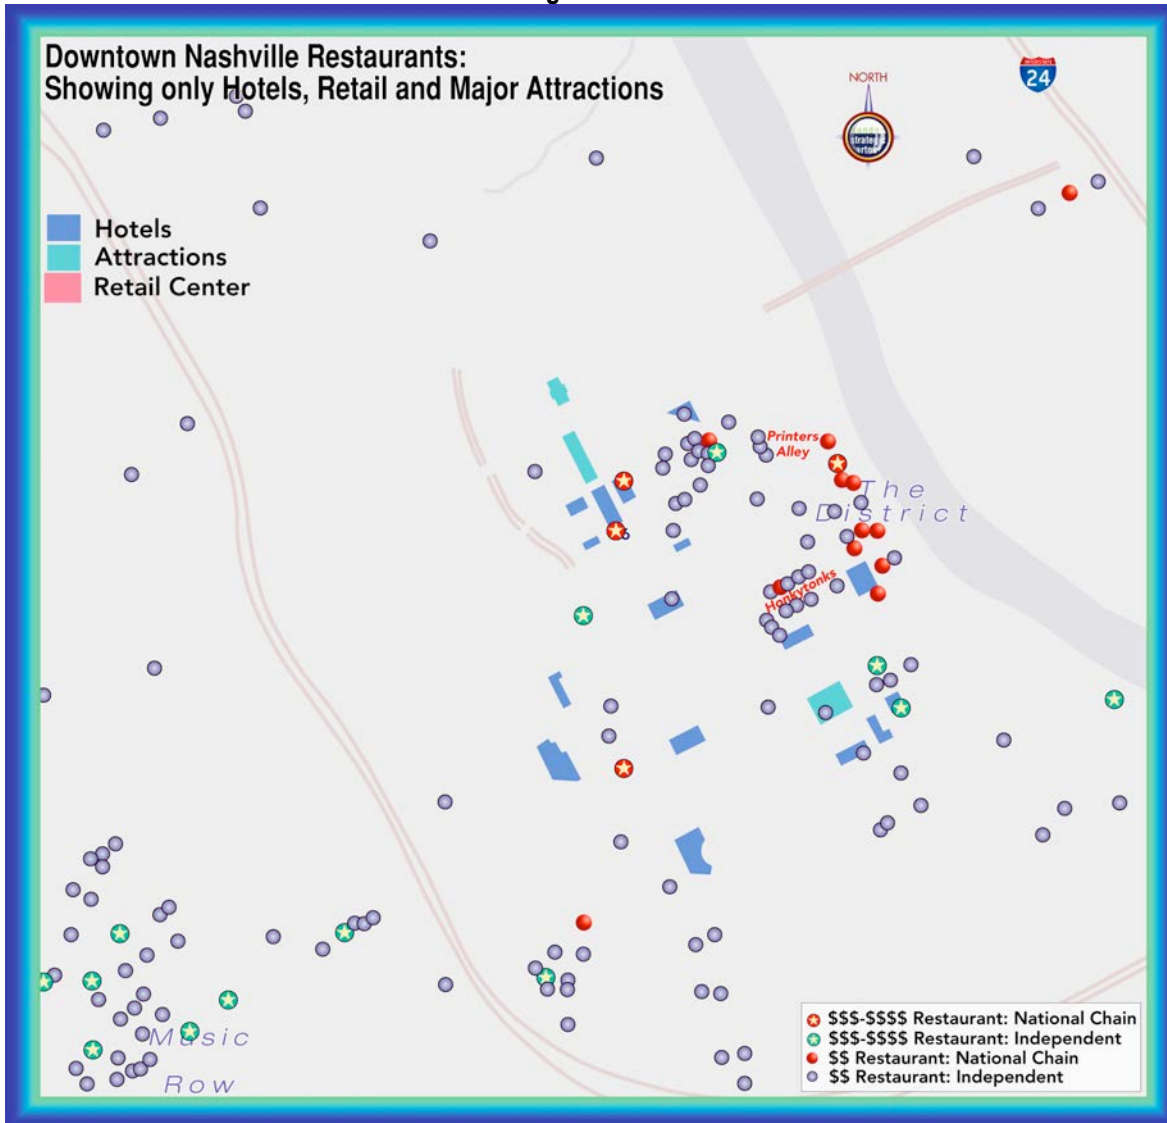 Downtown Nashville Restaurants:
Showing only Hotels, Retail and Major Attractions
NORTH
24
Hotels
Attractions
Retail Center
Printers
Alley
The
District
Honkytonks
Music
Row
$$$-$$$$ Restaurant: National Chain
$$$-$$$$ Restaurant: Independent
$$ Restaurant: National Chain
$$ Restaurant: Independent